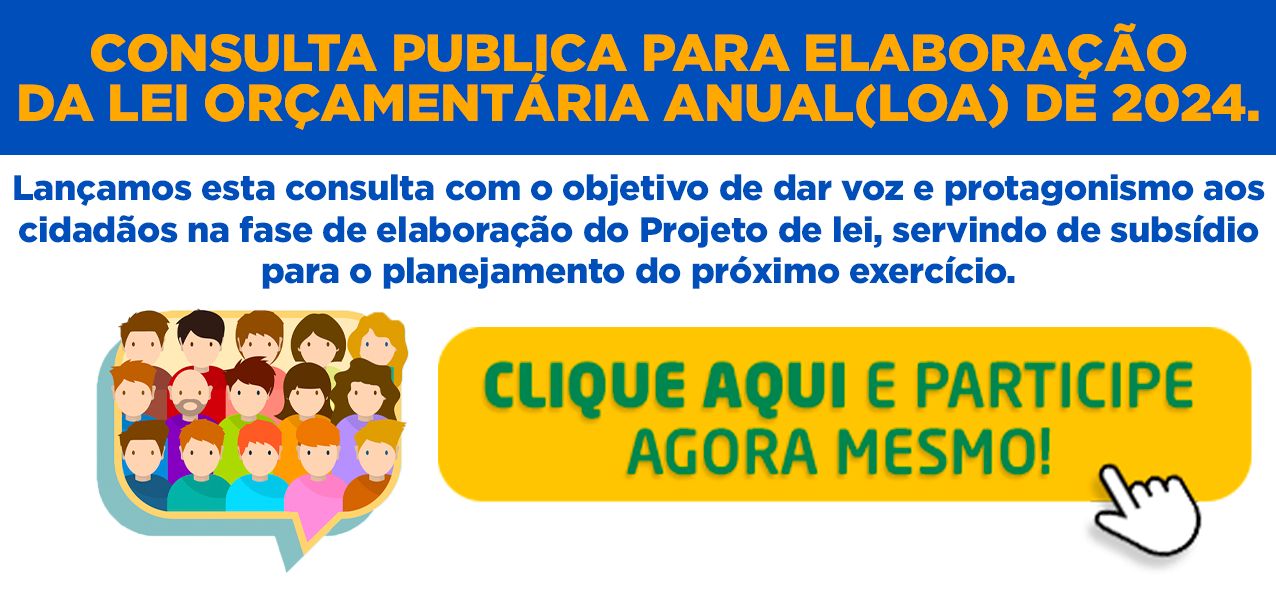 CONSULTA PUBLICA PARA ELABORAÇÃO
DA LEI ORÇAMENTÁRIA ANUAL(LOA) DE 2024.
Lançamos esta consulta com o objetivo de dar voz e protagonismo aos
cidadãos na fase de elaboração do Projeto de lei, servindo de subsídio
para o planejamento do próximo exercício.
CLIQUE AQUI E PARTICIPE
AGORA MESMO!